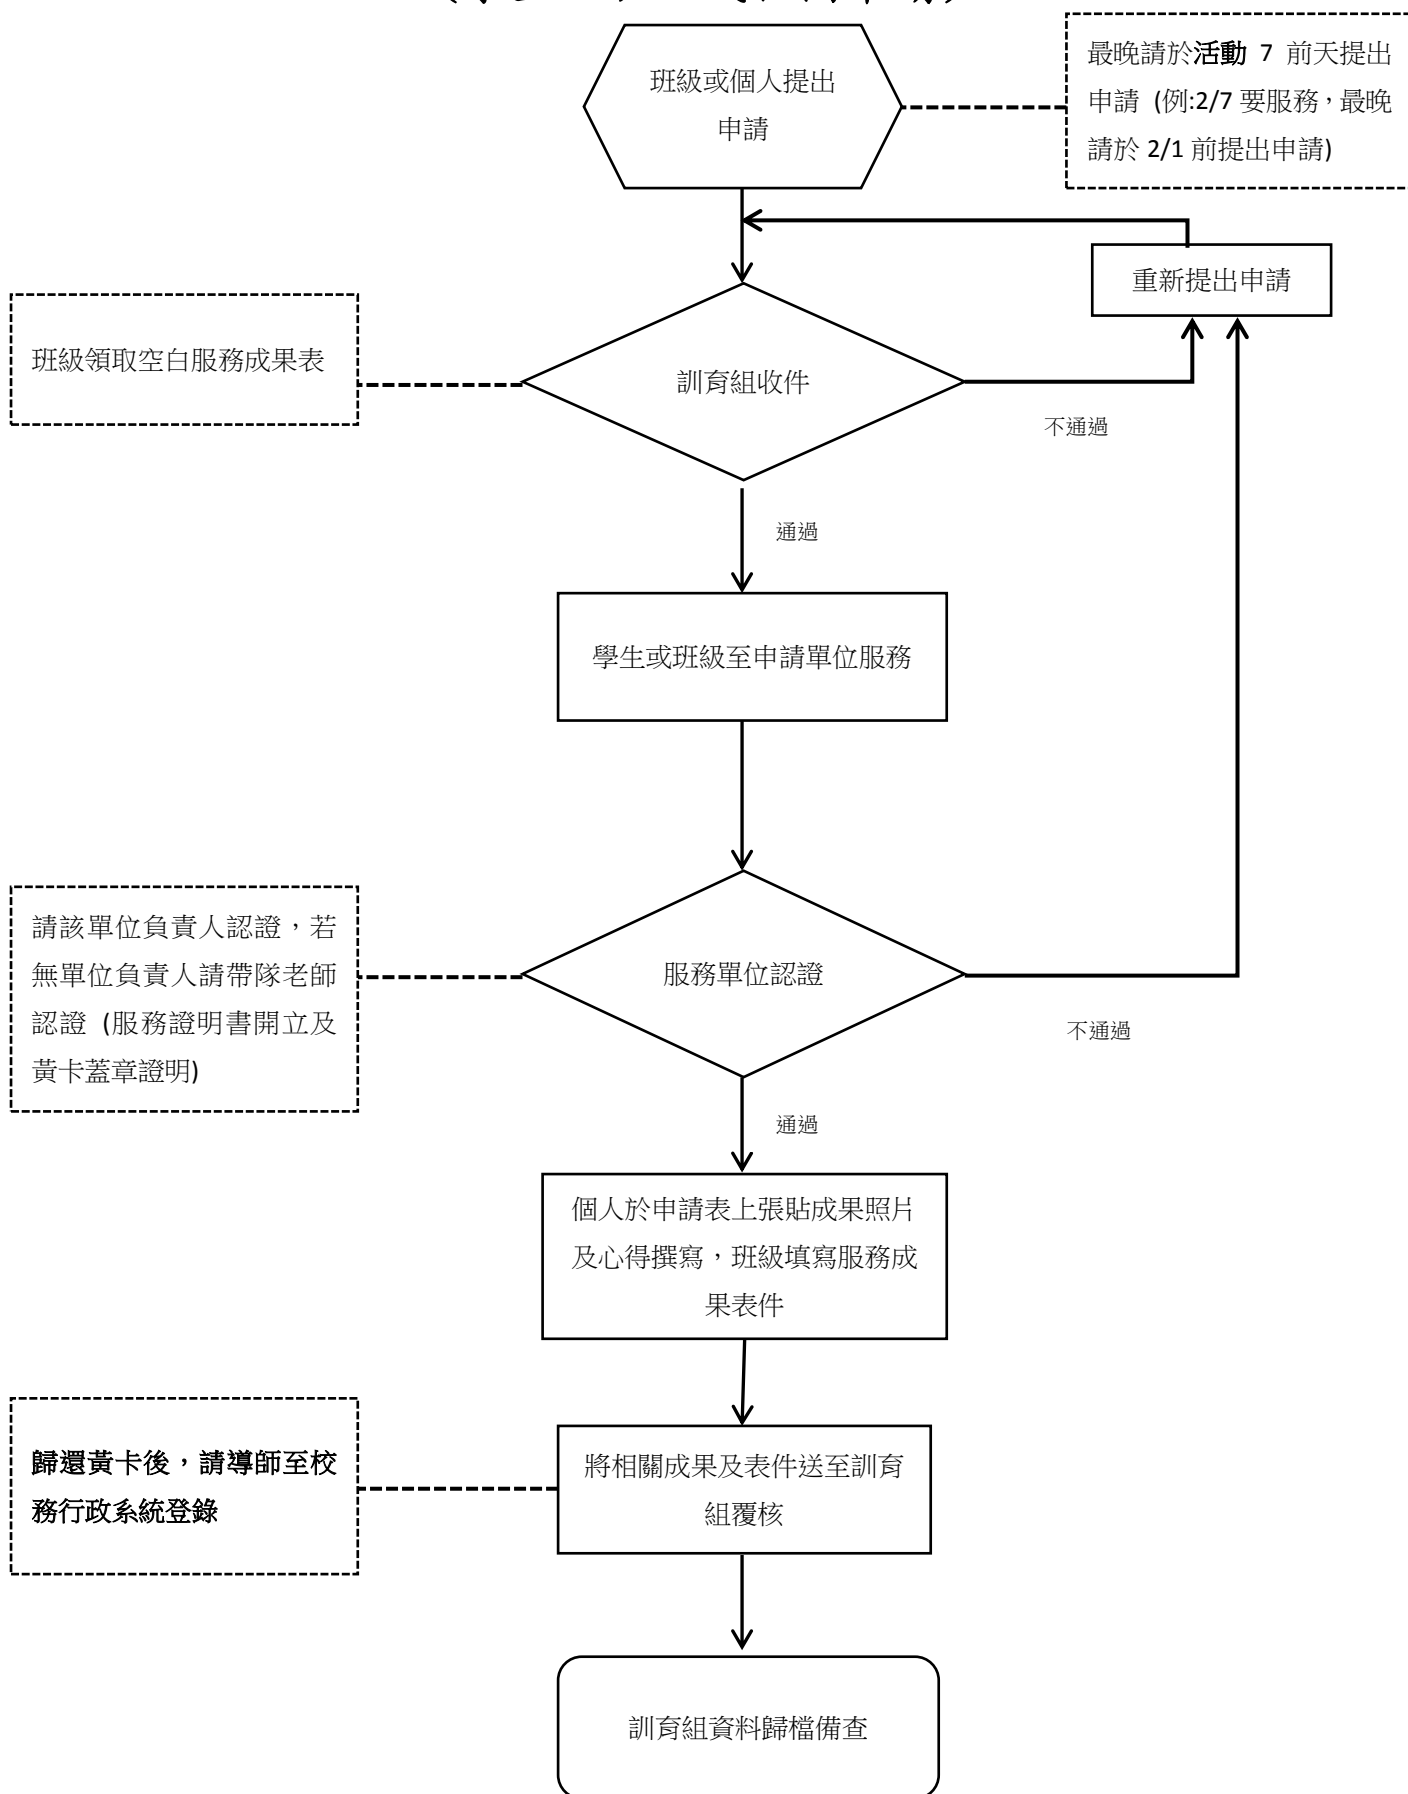 班級或個人提出
申請
最晚請於活動 7 前天提出
申請 (例:2/7 要服務，最晚
請於 2/1 前提出申請)
重新提出申請
班級領取空白服務成果表
訓育組收件
不通過
通過
學生或班級至申請單位服務
請該單位負責人認證，若
無單位負責人請帶隊老師
認證 (服務證明書開立及
黃卡蓋章證明)
服務單位認證
不通過
通過
個人於申請表上張貼成果照片
及心得撰寫，班級填寫服務成
果表件
歸還黃卡後，請導師至校
務行政系統登錄
將相關成果及表件送至訓育
組覆核
訓育組資料歸檔備查